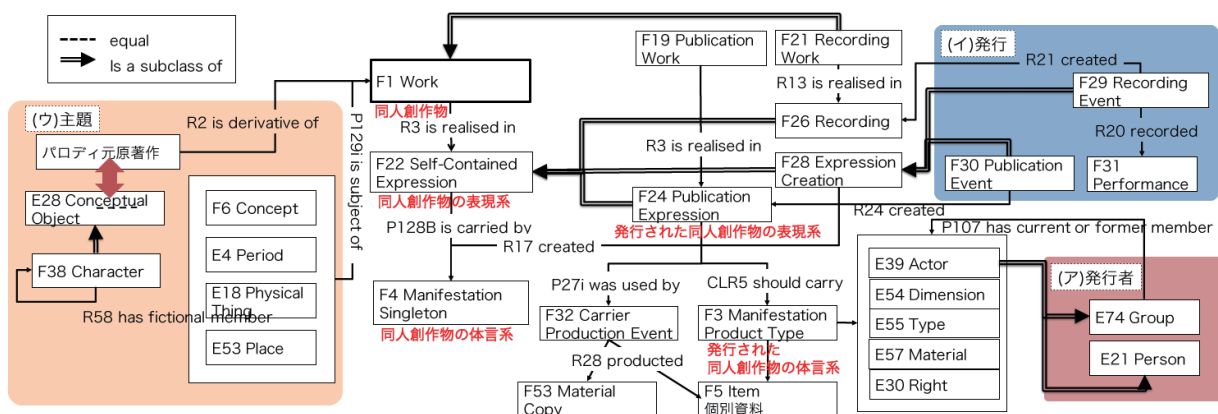 equal
Is a subclass of
(ウ)主題
R2 is derivative of
パロディ元原著作
E28 Conceptual
Object
F38 Character
R58 has fictional member
F6 Concept
E4 Period
E18 Physical
Thing
E53 Place
P129i is subject of
F1 Work
同人創作物
R3 is realised in
F22 Self-Contained
Expression
同人創作物の表現系
P128B is carried by
R17 created
F4 Manifestation
Singleton
同人創作物の体言系
F19 Publication
Work
F21 Recording
Work
R13 is realised in
F26 Recording
R3 is realised in
F28 Expression
Creation
F24 Publication
Expression
発行された同人創作物の表現系
P27i was used by
CLR5 should carry
F32 Carrier
Production Event
F3 Manifestation
Product Type
発行された
同人創作物の体言系
R28 producted
F53 Material
Copy
F5 Item
個別資料
(イ)発行
R21 created
F29 Recording
Event
R20 recorded
F30 Publication
Event
F31
Performance
R24 created
P107 has current or former member
E39 Actor
E54 Dimension
E55 Type
E57 Material
E30 Right
(ア)発行者
E74 Group
E21 Person